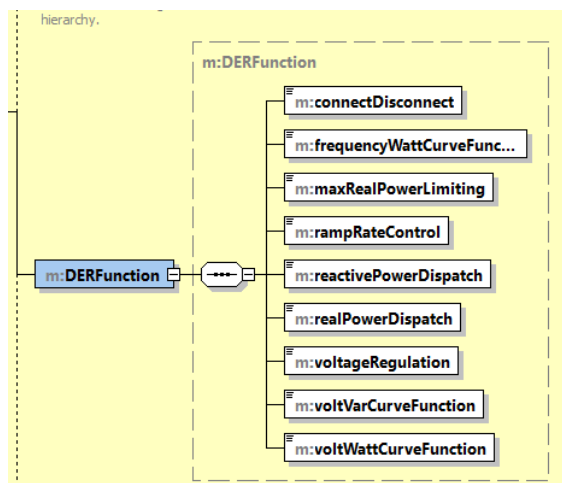 hierarchy.
m:DERFunction
m:connectDisconnect
m:frequencyWattCurveFunc...
m:maxRealPowerLimiting
m:rampRateControl
m:DERFunction
m:reactivePowerDispatch
m:realPowerDispatch
m:voltageRegulation
m:voltVarCurveFunction
m:voltWattCurveFunction